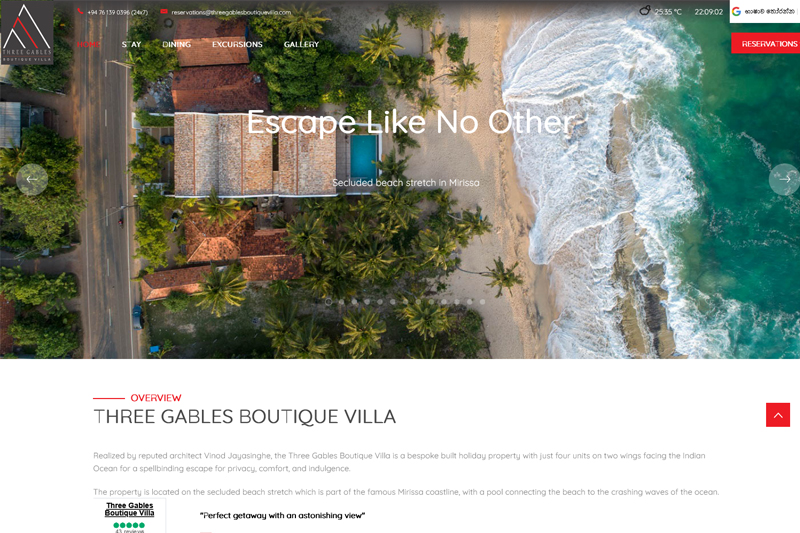 +94 76 139 0396 (24x7)
reservations@threegablesboutiquevilla.com
25.35 °C
22:09:02
G භාෂාව තෝරන්න
THREE GABLES
BOUTIQUE VILLA
HOME
STAY
DINING
EXCURSIONS
GALLERY
RESERVATIONS
Escape Like No Other
Secluded beach stretch in Mirissa
OVERVIEW
THREE GABLES BOUTIQUE VILLA
Realized by reputed architect Vinod Jayasinghe, the Three Gables Boutique Villa is a bespoke built holiday property with just four units on two wings facing the Indian
Ocean for a spellbinding escape for privacy, comfort, and indulgence.
The property is located on the secluded beach stretch which is part of the famous Mirissa coastline, with a pool connecting the beach to the crashing waves of the ocean.
Three Gables
Boutique Villa
43 reviews
"Perfect getaway with an astonishing view"